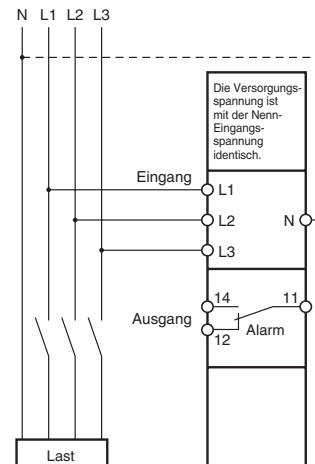 N L1 L2 L3
Die Versorgungs-
spannung ist
mit der Nenn-
Eingangs-
spannung
identisch.
Eingang
L1
L2
N
L3
14
11
Ausgang
12
Alarm
Last